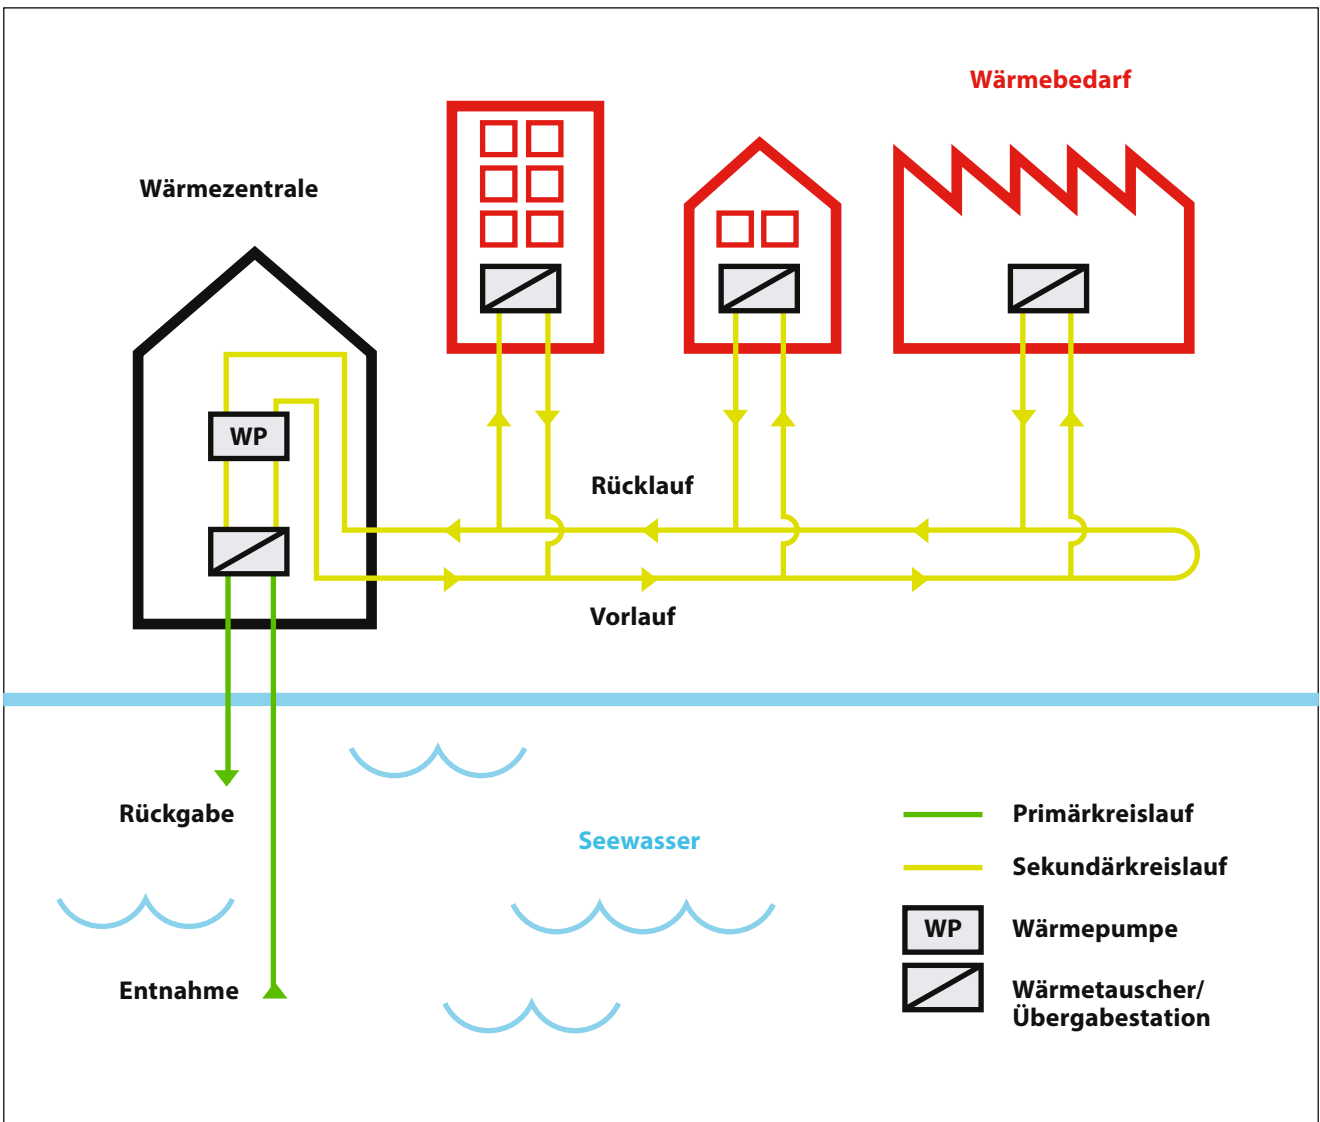 Wärmebedarf
Wärmezentrale
WP
Rücklauf
Vorlauf
Rückgabe
Seewasser
Entnahme
Primärkreislauf
Sekundärkreislauf
WP
Wärmepumpe
Wärmetauscher/
Übergabestation